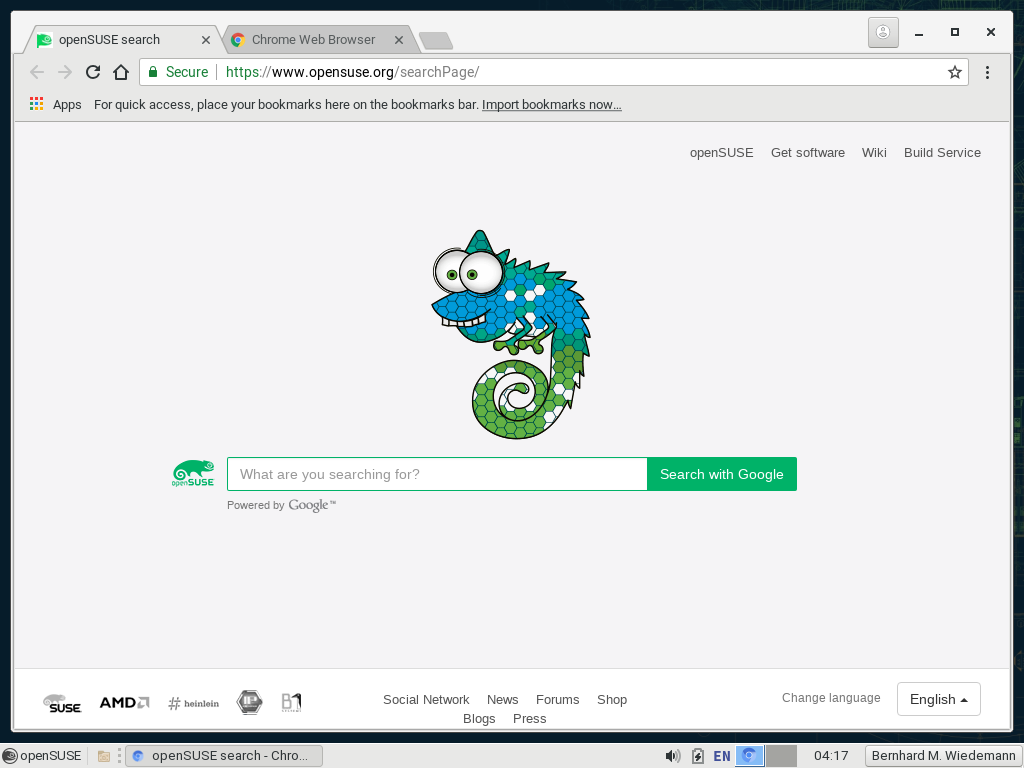 openSUSE search
Chrome Web Browser
Secure https://www.opensuse.org/searchPage/
Apps For quick access, place your bookmarks here on the bookmarks bar. Import bookmarks now...
openSUSE Get software Wiki Build Service
openSUSE What are you searching for? Search with Google
Powered by Google™
SUSE AMD # heinlein IP B1 Social Network News Forums Shop Change language English
Blogs Press
openSUSE openSUSE search - Chro... EN 04:17 Bernhard M. Wiedemann